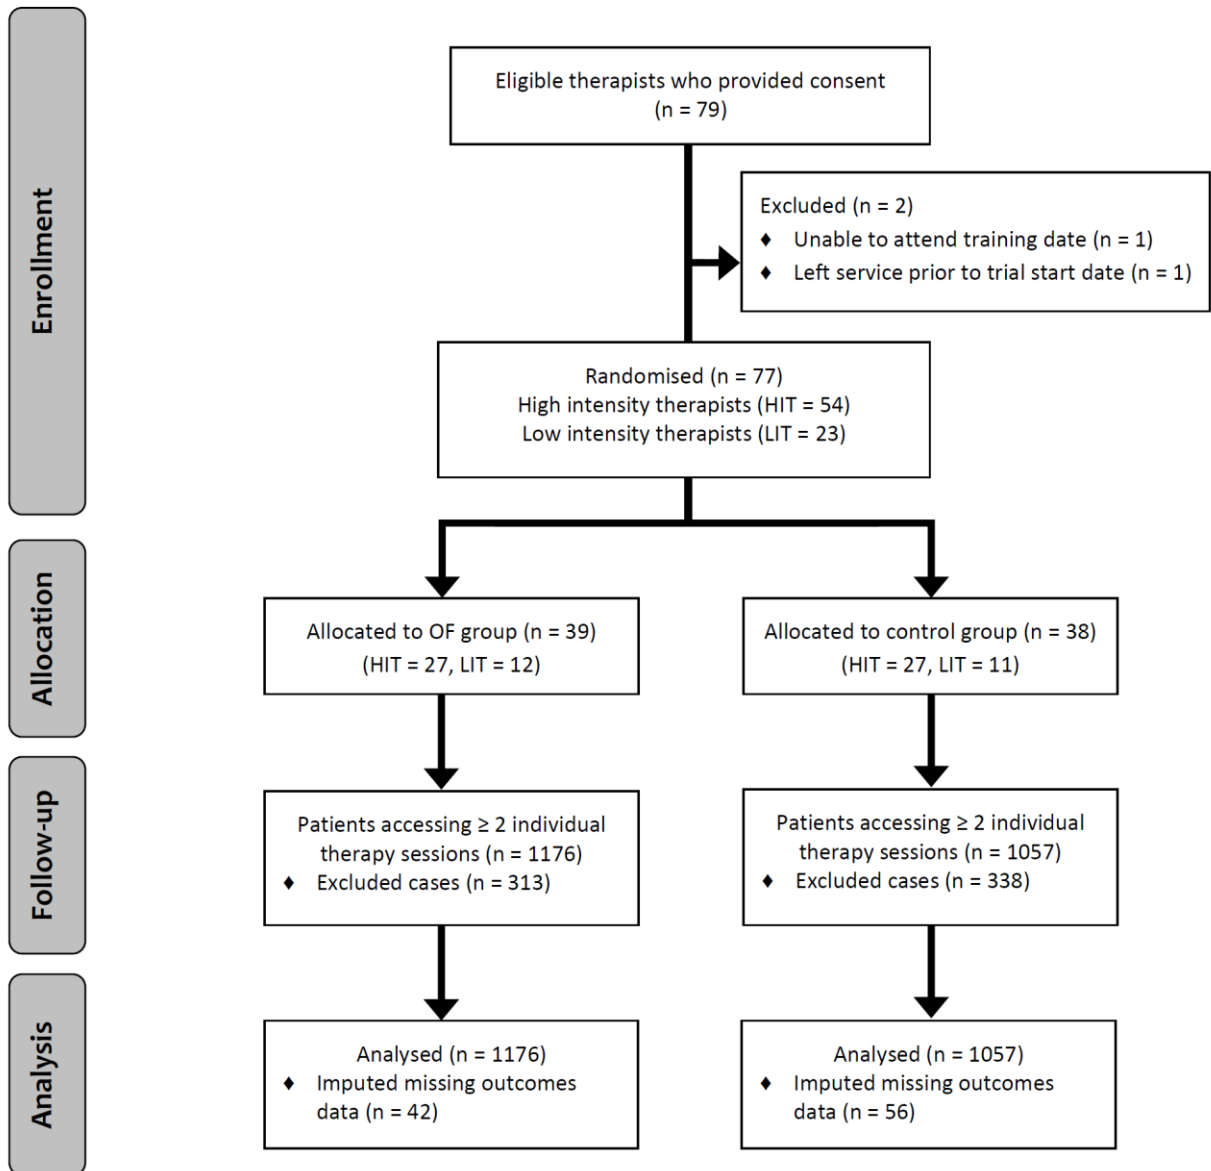 Enrollment
Eligible therapists who provided consent
(n = 79)
Excluded (n = 2)
♦ Unable to attend training date (n = 1)
♦ Left service prior to trial start date (n = 1)
Randomised (n = 77)
High intensity therapists (HIT = 54)
Low intensity therapists (LIT = 23)
Allocation
Allocated to OF group (n = 39)
(HIT = 27, LIT = 12)
Allocated to control group (n = 38)
(HIT = 27, LIT = 11)
Follow-up
Patients accessing ≥ 2 individual
therapy sessions (n = 1176)
♦ Excluded cases (n = 313)
Patients accessing ≥ 2 individual
therapy sessions (n = 1057)
♦ Excluded cases (n = 338)
Analysis
Analysed (n = 1176)
♦ Imputed missing outcomes
data (n = 42)
Analysed (n = 1057)
♦ Imputed missing outcomes
data (n = 56)